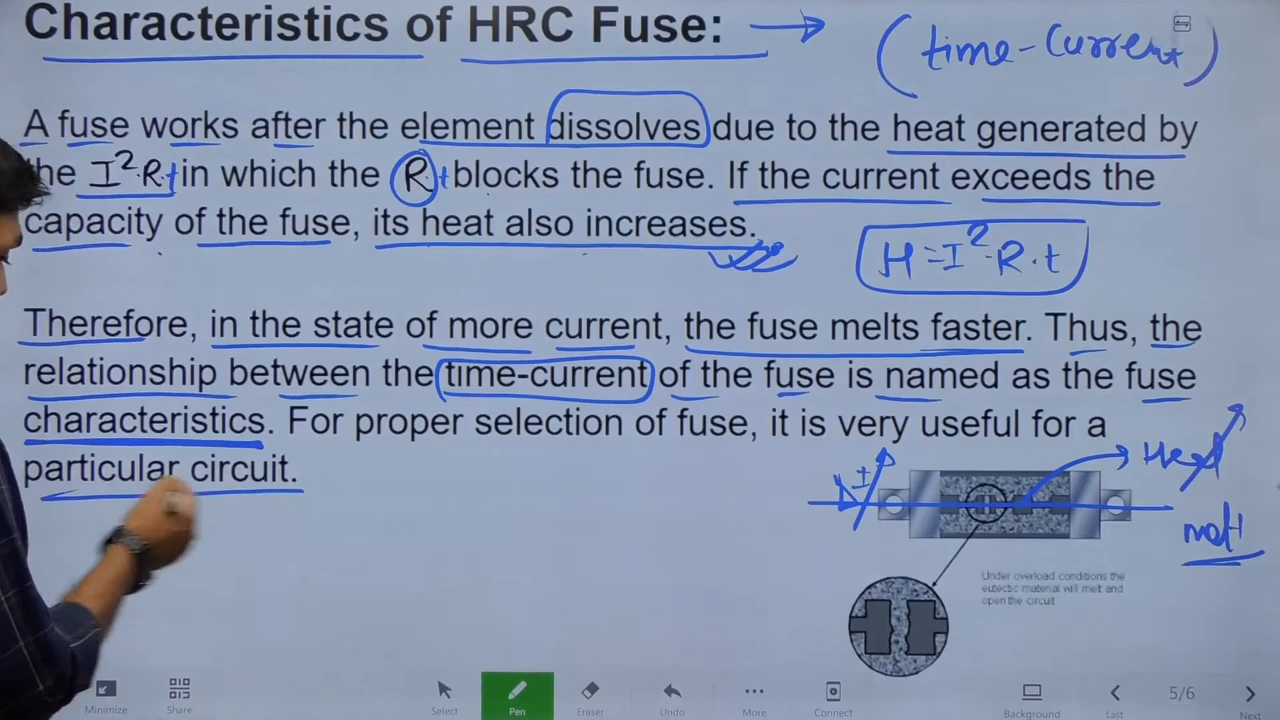 Characteristics of HRC Fuse: → (time-Current)
A fuse works after the element dissolves due to the heat generated by
the I²Rt in which the R t blocks the fuse. If the current exceeds the
capacity of the fuse, its heat also increases.
H=I²·R·t
Therefore, in the state of more current, the fuse melts faster. Thus, the
relationship between the time-current of the fuse is named as the fuse
characteristics. For proper selection of fuse, it is very useful for a
particular circuit.
Heat
I
melt
Under overload conditions the
eutectic material will melt and
open the circuit
Minimize Share Select Pen Eraser Undo More Connect Background Last 5/6 Next